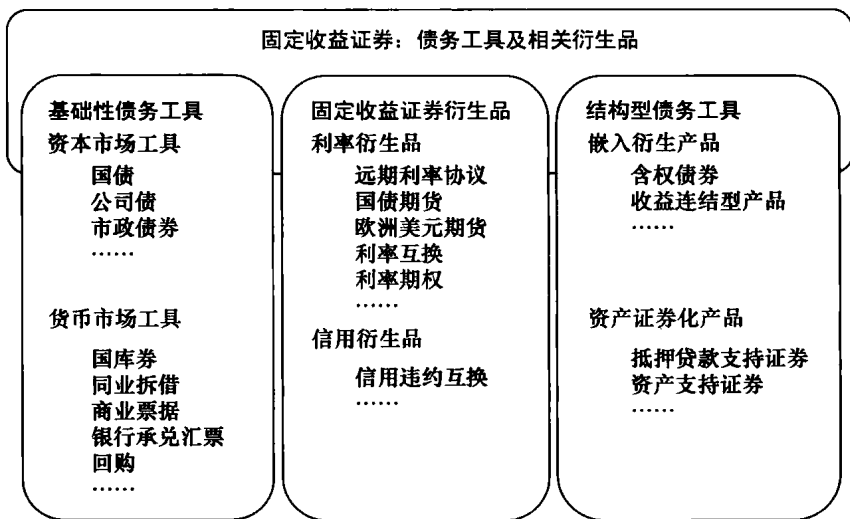 固定收益证券：债务工具及相关衍生品
基础性债务工具
资本市场工具
国债
公司债
市政债券
……
货币市场工具
国库券
同业拆借
商业票据
银行承兑汇票
回购
……
固定收益证券衍生品
利率衍生品
远期利率协议
国债期货
欧洲美元期货
利率互换
利率期权
……
信用衍生品
信用违约互换
……
结构型债务工具
嵌入衍生产品
含权债券
收益连结型产品
……
资产证券化产品
抵押贷款支持证券
资产支持证券
……